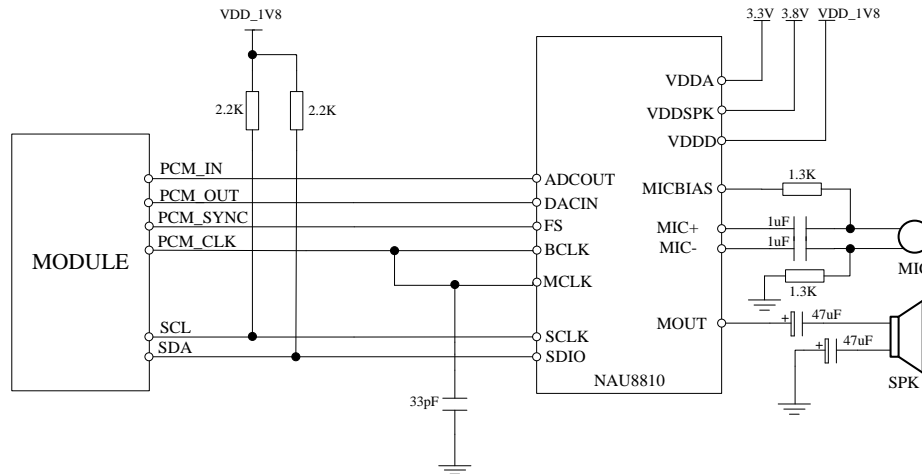 VDD_1V8
3.3V 3.8V VDD_1V8
2.2K
2.2K
VDDA
VDDSPK
VDDD
PCM_IN
ADCOUT
PCM_OUT
DACIN
PCM_SYNC
FS
PCM_CLK
BCLK
MODULE
MCLK
MICBIAS
1.3K
MIC+
1uF
MIC-
1uF
MIC
1.3K
SCL
SCLK
SDA
SDIO
MOUT
+ 47uF
+ 47uF
SPK
NAU8810
33pF